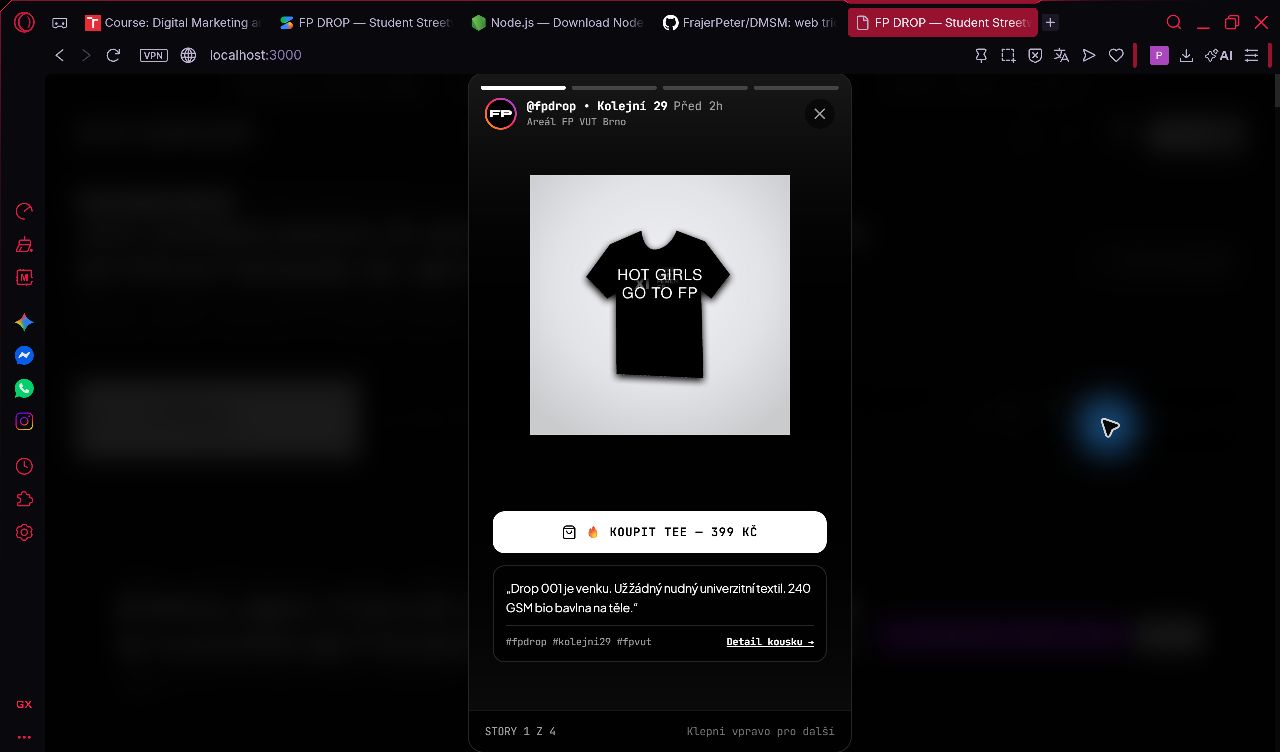 Course: Digital Marketing a
FP DROP — Student Street
Node.js — Download Node
FrajerPeter/DMSM: web tri
FP DROP — Student Street
VPN
localhost:3000
P
AI
FP
@fpdrop • Kolejní 29 Před 2h
Areál FP VUT Brno
HOT GIRLS
GO TO FP
KOUPIT TEE — 399 KČ
„Drop 001 je venku. Už žádný nudný univerzitní textil. 240
GSM bio bavlna na těle.“
#fpdrop #kolejni29 #fpvut
Detail kousku →
STORY 1 Z 4
Klepni vpravo pro další
GX